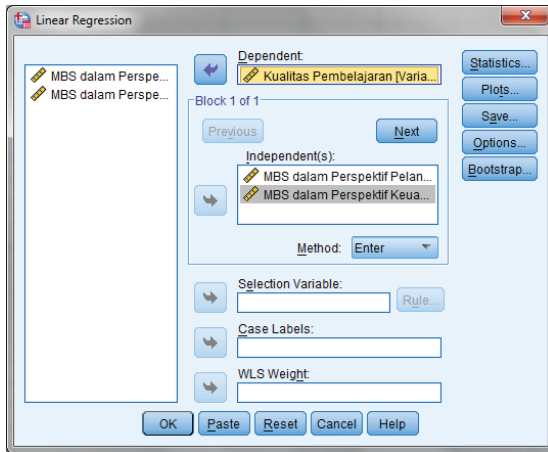 Linear Regression
MBS dalam Perspe...
MBS dalam Perspe...
Dependent:
Kualitas Pembelajaran [Varia...
Block 1 of 1
Previous
Next
Independent(s):
MBS dalam Perspektif Pelan...
MBS dalam Perspektif Keua...
Method: Enter
Selection Variable:
Rule...
Case Labels:
WLS Weight:
Statistics...
Plots...
Save...
Options...
Bootstrap...
OK Paste Reset Cancel Help